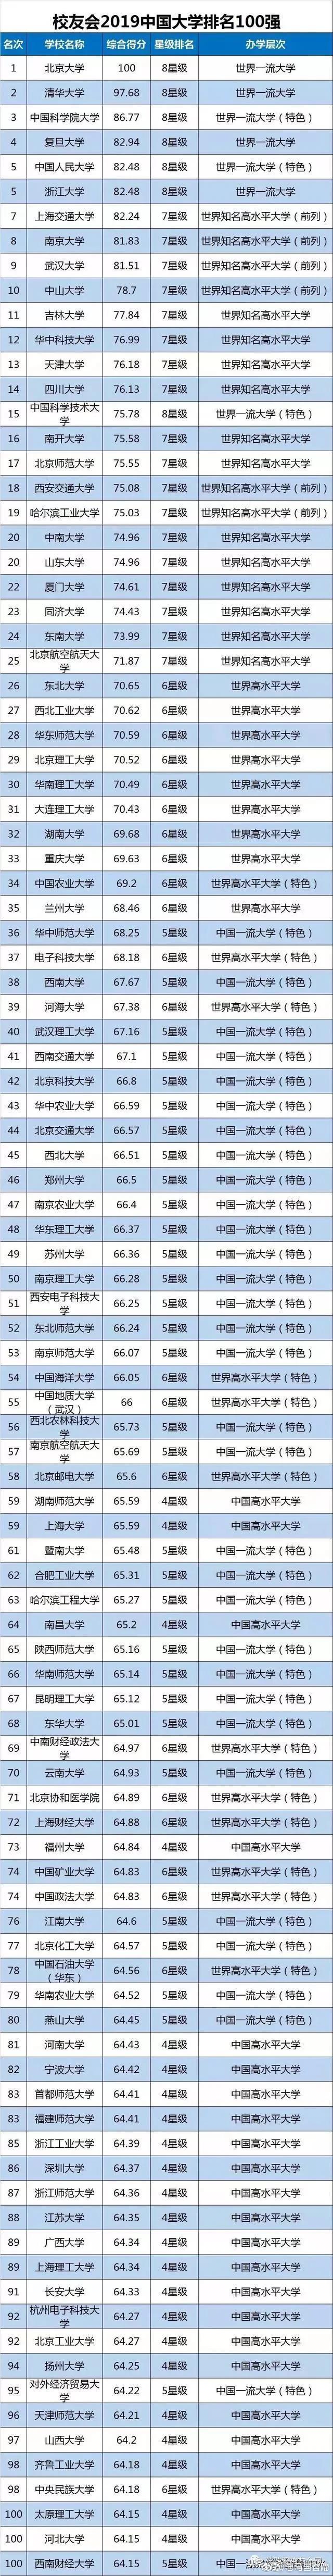 校友会2019中国大学排名100强
名次 学校名称 综合得分 星级排名 办学层次
1 北京大学 100 8星级 世界一流大学
2 清华大学 97.68 8星级 世界一流大学
3 中国科学院大学 86.77 8星级 世界一流大学（特色）
4 复旦大学 82.94 8星级 世界一流大学
5 中国人民大学 82.48 8星级 世界一流大学（特色）
5 浙江大学 82.48 8星级 世界一流大学
7 上海交通大学 82.24 7星级 世界知名高水平大学（前列）
8 南京大学 81.83 7星级 世界知名高水平大学（前列）
9 武汉大学 81.51 7星级 世界知名高水平大学（前列）
10 中山大学 78.7 7星级 世界知名高水平大学（前列）
11 吉林大学 77.84 7星级 世界知名高水平大学
12 华中科技大学 76.99 7星级 世界知名高水平大学
13 天津大学 76.18 7星级 世界知名高水平大学
14 四川大学 76.13 7星级 世界知名高水平大学
15 中国科学技术大学 75.78 8星级 世界一流大学（特色）
16 南开大学 75.58 7星级 世界知名高水平大学
17 北京师范大学 75.55 7星级 世界知名高水平大学
18 西安交通大学 75.08 7星级 世界知名高水平大学（前列）
19 哈尔滨工业大学 75.03 7星级 世界知名高水平大学（前列）
20 中南大学 74.96 7星级 世界知名高水平大学
20 山东大学 74.96 7星级 世界知名高水平大学
22 厦门大学 74.61 7星级 世界知名高水平大学
23 同济大学 74.43 7星级 世界知名高水平大学
24 东南大学 73.99 7星级 世界知名高水平大学
25 北京航空航天大学 71.87 7星级 世界知名高水平大学
26 东北大学 70.65 6星级 世界高水平大学
27 西北工业大学 70.62 6星级 世界高水平大学
28 华东师范大学 70.59 6星级 世界高水平大学
29 北京理工大学 70.52 6星级 世界高水平大学
30 华南理工大学 70.49 6星级 世界高水平大学
31 大连理工大学 70.43 6星级 世界高水平大学
32 湖南大学 69.68 6星级 世界高水平大学
33 重庆大学 69.63 6星级 世界高水平大学
34 中国农业大学 69.2 6星级 世界高水平大学（特色）
35 兰州大学 68.46 6星级 世界高水平大学
36 华中师范大学 68.25 5星级 中国一流大学（特色）
37 电子科技大学 68.18 6星级 世界高水平大学（特色）
38 西南大学 67.67 5星级 中国一流大学（特色）
39 河海大学 67.38 6星级 世界高水平大学（特色）
40 武汉理工大学 67.16 5星级 中国一流大学（特色）
41 西南交通大学 67.1 5星级 中国一流大学（特色）
42 北京科技大学 66.8 5星级 中国一流大学（特色）
43 华中农业大学 66.59 5星级 中国一流大学（特色）
44 北京交通大学 66.57 5星级 中国一流大学（特色）
45 西北大学 66.51 5星级 中国一流大学（特色）
46 郑州大学 66.5 5星级 中国一流大学（特色）
47 南京农业大学 66.4 5星级 中国一流大学（特色）
48 华东理工大学 66.37 5星级 中国一流大学（特色）
49 苏州大学 66.36 5星级 中国一流大学（特色）
50 南京理工大学 66.28 5星级 中国一流大学（特色）
51 西安电子科技大学 66.25 5星级 中国一流大学（特色）
52 东北师范大学 66.24 5星级 中国一流大学（特色）
53 南京师范大学 66.07 5星级 中国一流大学（特色）
54 中国海洋大学 66.05 6星级 世界高水平大学（特色）
55 中国地质大学（武汉） 66 6星级 世界高水平大学（特色）
56 西北农林科技大学 65.73 5星级 中国一流大学（特色）
57 南京航空航天大学 65.69 5星级 中国一流大学（特色）
58 北京邮电大学 65.6 6星级 世界高水平大学（特色）
59 湖南师范大学 65.59 4星级 中国高水平大学
59 上海大学 65.59 4星级 中国高水平大学
61 暨南大学 65.48 5星级 中国一流大学（特色）
62 合肥工业大学 65.31 5星级 中国一流大学（特色）
63 哈尔滨工程大学 65.27 5星级 中国一流大学（特色）
64 南昌大学 65.2 4星级 中国高水平大学
65 陕西师范大学 65.16 5星级 中国一流大学（特色）
66 华南师范大学 65.14 5星级 中国一流大学（特色）
67 昆明理工大学 65.12 5星级 中国一流大学（特色）
68 东华大学 65.01 5星级 中国一流大学（特色）
69 中南财经政法大学 64.97 6星级 世界高水平大学（特色）
70 云南大学 64.93 5星级 中国一流大学（特色）
71 北京协和医学院 64.89 6星级 世界高水平大学（特色）
72 上海财经大学 64.88 6星级 世界高水平大学（特色）
73 福州大学 64.84 4星级 中国高水平大学
74 中国矿业大学 64.83 6星级 世界高水平大学（特色）
74 中国政法大学 64.83 6星级 世界高水平大学（特色）
76 江南大学 64.6 5星级 中国一流大学（特色）
77 北京化工大学 64.57 5星级 中国一流大学（特色）
78 中国石油大学（华东） 64.56 6星级 世界高水平大学（特色）
79 华南农业大学 64.52 5星级 中国一流大学（特色）
80 燕山大学 64.45 5星级 中国一流大学（特色）
81 河南大学 64.43 4星级 中国高水平大学
82 宁波大学 64.42 4星级 中国高水平大学
83 首都师范大学 64.41 4星级 中国高水平大学
83 福建师范大学 64.41 4星级 中国高水平大学
85 浙江工业大学 64.39 4星级 中国高水平大学
86 深圳大学 64.37 4星级 中国高水平大学
87 浙江师范大学 64.36 4星级 中国高水平大学
88 江苏大学 64.35 4星级 中国高水平大学
89 广西大学 64.34 4星级 中国高水平大学
89 上海理工大学 64.34 4星级 中国高水平大学
91 长安大学 64.33 4星级 中国高水平大学
92 杭州电子科技大学 64.27 4星级 中国高水平大学
92 北京工业大学 64.27 4星级 中国高水平大学
94 扬州大学 64.25 4星级 中国高水平大学
95 对外经济贸易大学 64.22 5星级 中国一流大学（特色）
96 天津师范大学 64.21 4星级 中国高水平大学
97 山西大学 64.2 4星级 中国高水平大学
98 齐鲁工业大学 64.18 4星级 中国高水平大学
98 中央民族大学 64.18 6星级 世界高水平大学（特色）
100 太原理工大学 64.15 4星级 中国高水平大学
100 河北大学 64.15 4星级 中国高水平大学
100 西南财经大学 64.15 5星级